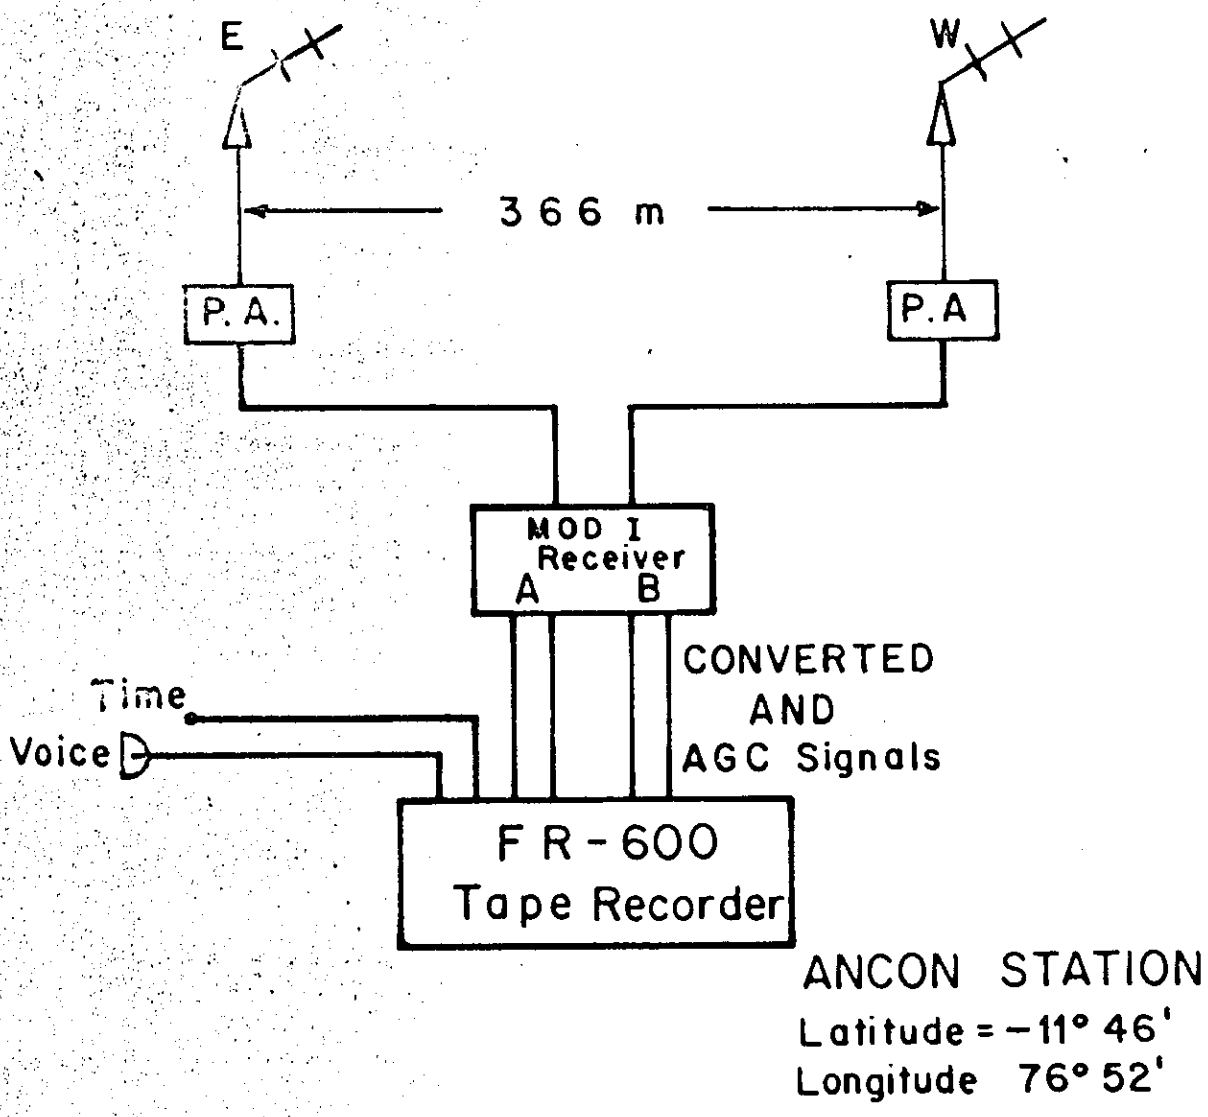 E
W
366 m
P. A.
P. A
MOD I
Receiver
A B
CONVERTED
AND
AGC Signals
Time
Voice
FR-600
Tape Recorder
ANCON STATION
Latitude = -11° 46'
Longitude 76° 52'